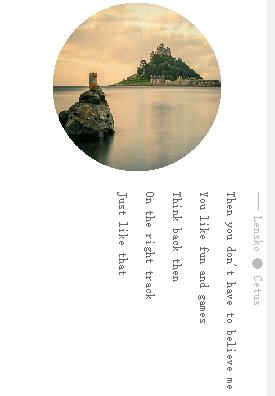 —— Lensko ● Cetus
Then you don't have to believe me
You like fun and games
Think back then
On the right track
Just like that